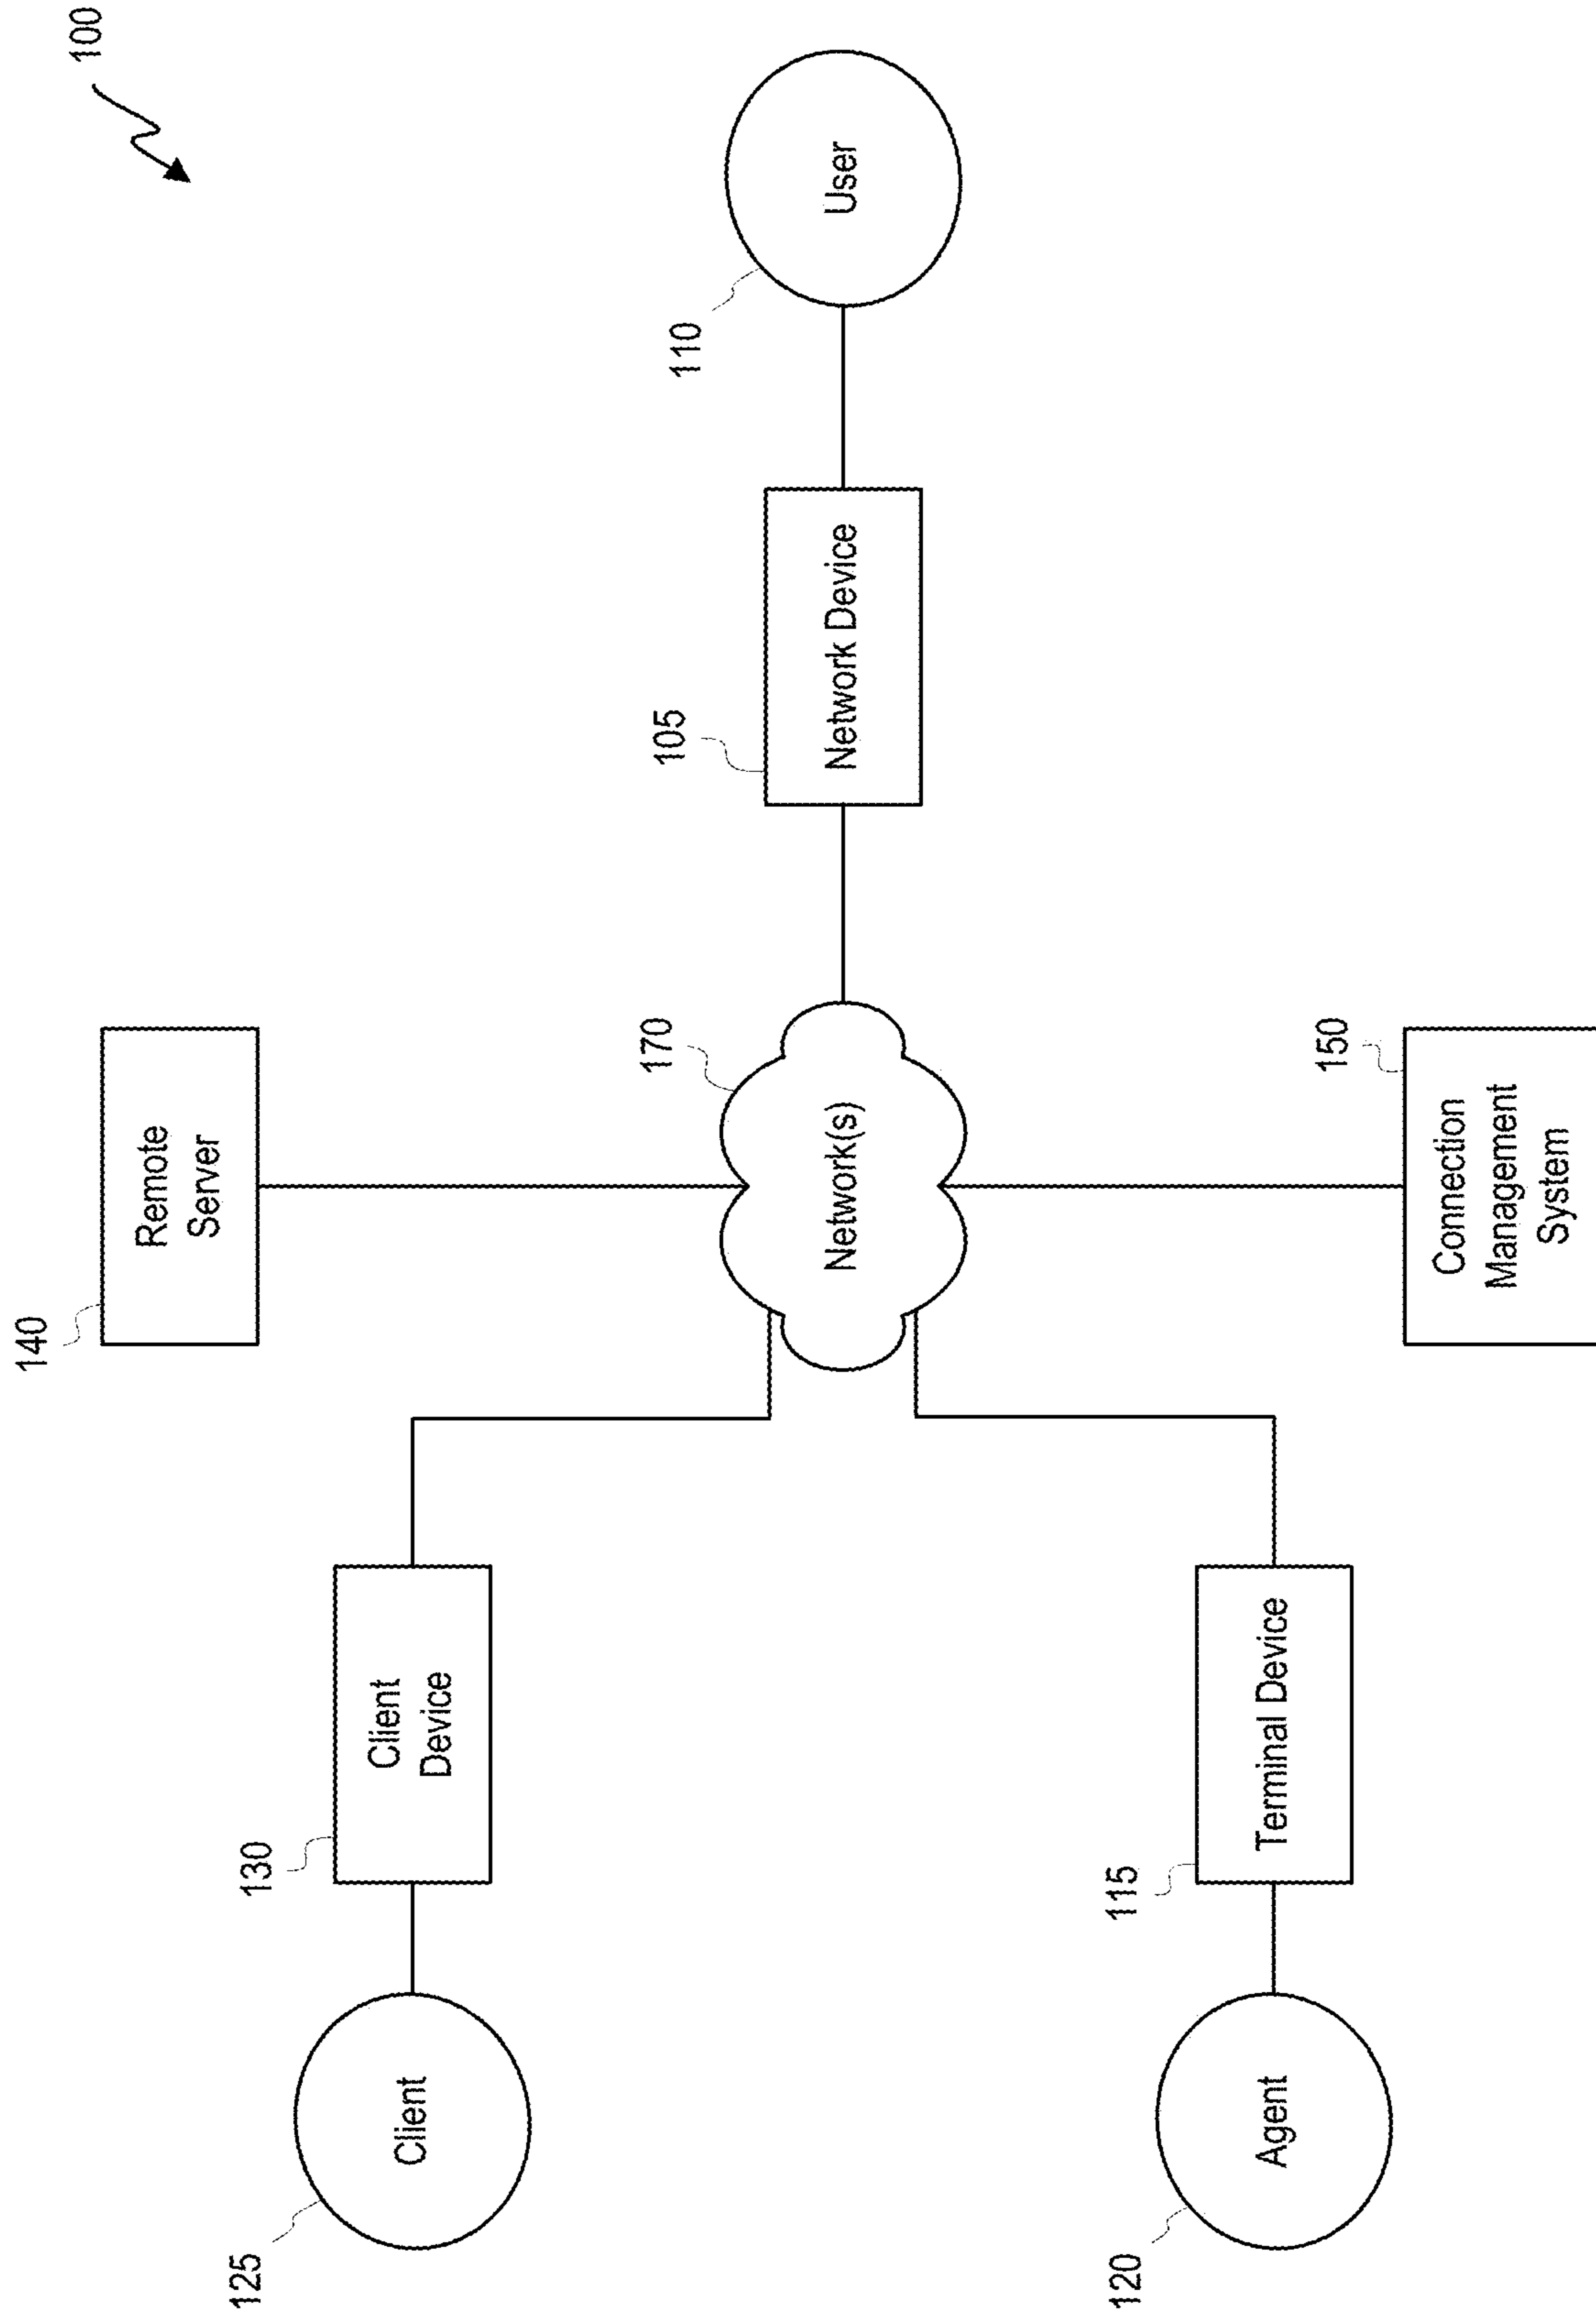 100
140
Remote
Server
130
Client
Device
125
Client
170
Network(s)
105
Network Device
110
User
115
Terminal Device
120
Agent
150
Connection
Management
System